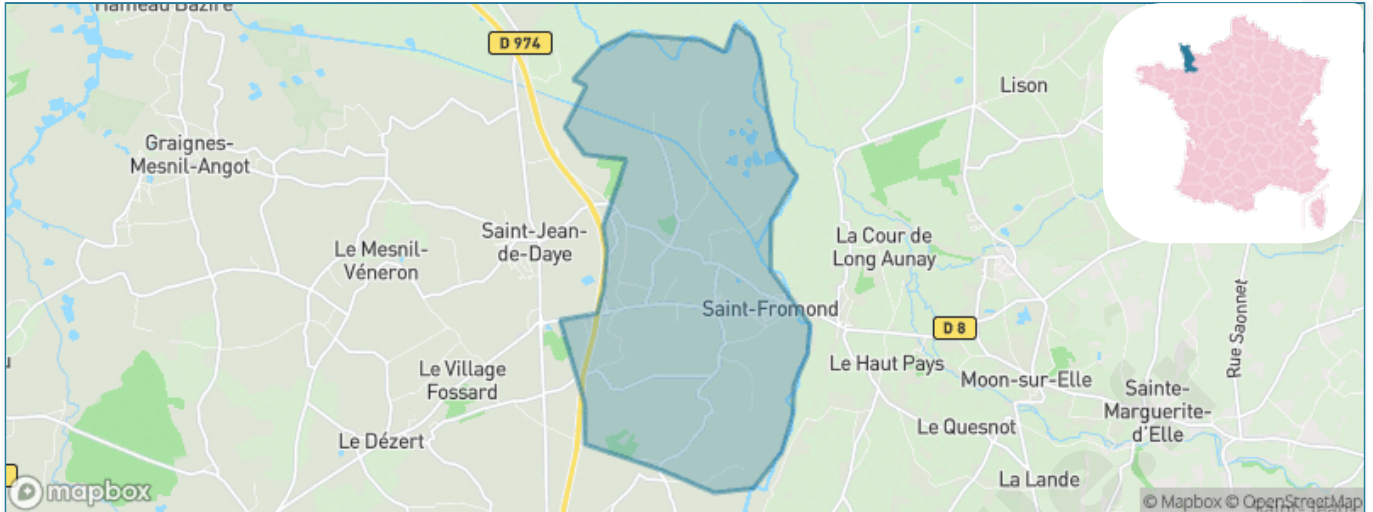 Hameau Bazire
D 974
Lison
Graignes-
Mesnil-Angot
Saint-Jean-
de-Daye
Le Mesnil-
Véneron
La Cour de
Long Aunay
Saint-Fromond
D 8
Rue Saonnet
Le Haut Pays
Le Village
Fossard
Moon-sur-Elle
Sainte-
Marguerite-
d'Elle
Le Dézert
Le Quesnot
La Lande
mapbox
© Mapbox © OpenStreetMap